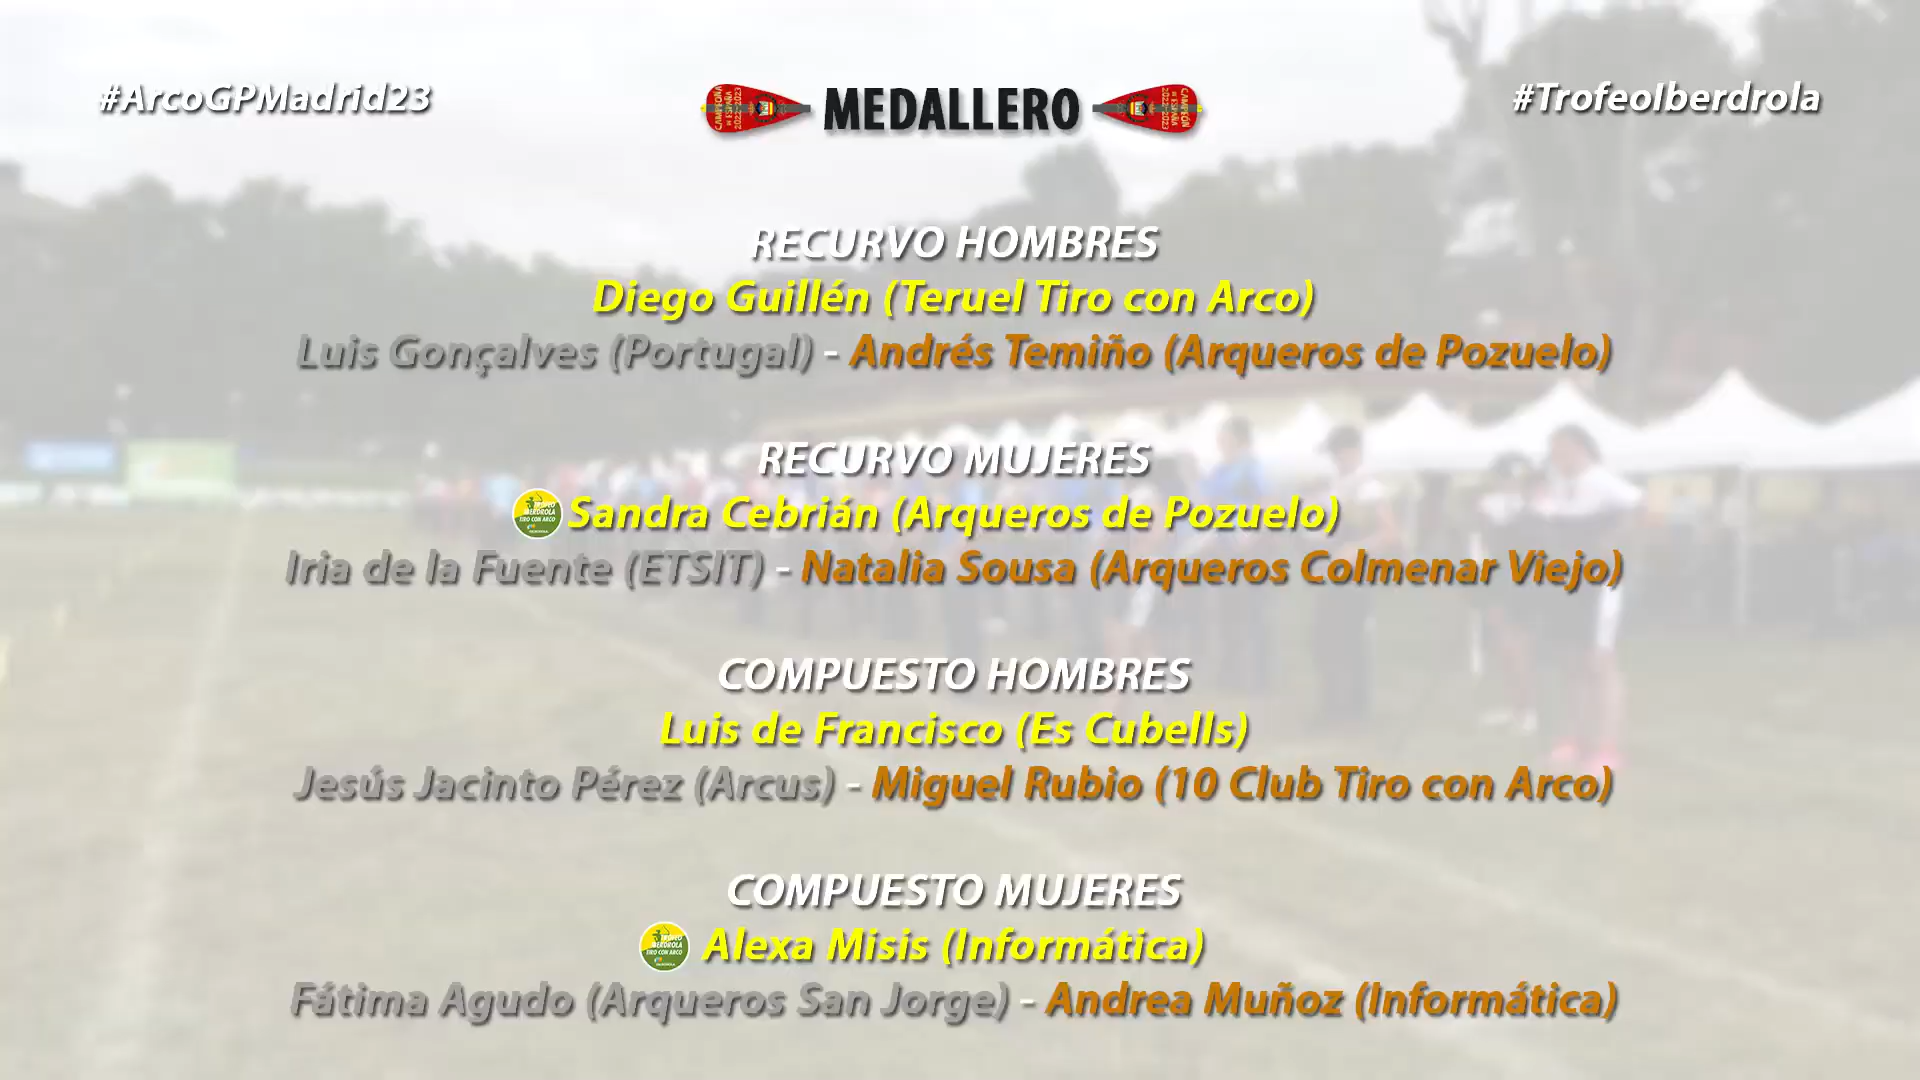 #ArcoGPMadrid23
MEDALLERO
#TrofeoIberdrola
RECURVO HOMBRES
Diego Guillén (Teruel Tiro con Arco)
Luis Gonçalves (Portugal) - Andrés Temiño (Arqueros de Pozuelo)
RECURVO MUJERES
Sandra Cebrián (Arqueros de Pozuelo)
Iria de la Fuente (ETSIT) - Natalia Sousa (Arqueros Colmenar Viejo)
COMPUESTO HOMBRES
Luis de Francisco (Es Cubells)
Jesús Jacinto Pérez (Arcus) - Miguel Rubio (10 Club Tiro con Arco)
COMPUESTO MUJERES
Alexa Misis (Informática)
Fátima Agudo (Arqueros San Jorge) - Andrea Muñoz (Informática)